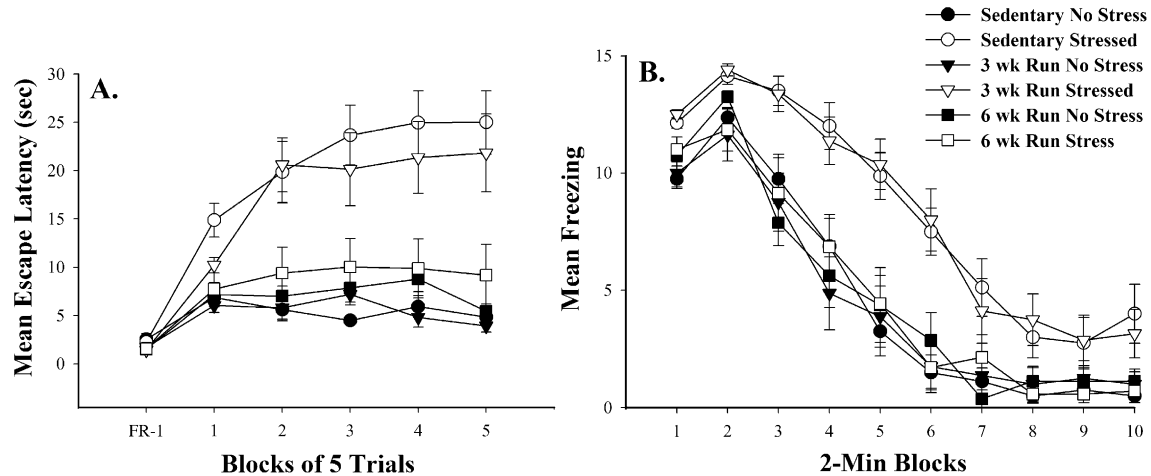 A.
Mean Escape Latency (sec)
30
25
20
15
10
5
0
FR-1 1 2 3 4 5
Blocks of 5 Trials
B.
Mean Freezing
15
10
5
0
1 2 3 4 5 6 7 8 9 10
2-Min Blocks
Sedentary No Stress
Sedentary Stressed
3 wk Run No Stress
3 wk Run Stressed
6 wk Run No Stress
6 wk Run Stress